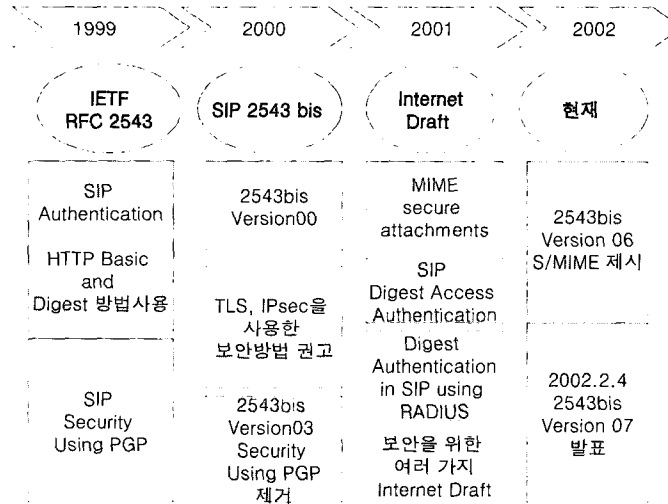 1999
2000
2001
2002
IETF
RFC 2543
SIP 2543 bis
Internet
Draft
현재
SIP
Authentication
HTTP Basic
and
Digest 방법사용
SIP
Security
Using PGP
2543bis
Version00
TLS, IPsec을
사용한
보안방법 권고
2543bis
Version03
Security
Using PGP
제거
MIME
secure
attachments
SIP
Digest Access
Authentication
Digest
Authentication
in SIP using
RADIUS
보안을 위한
여러 가지
Internet Draft
2543bis
Version 06
S/MIME 제시
2002.2.4
2543bis
Version 07
발표